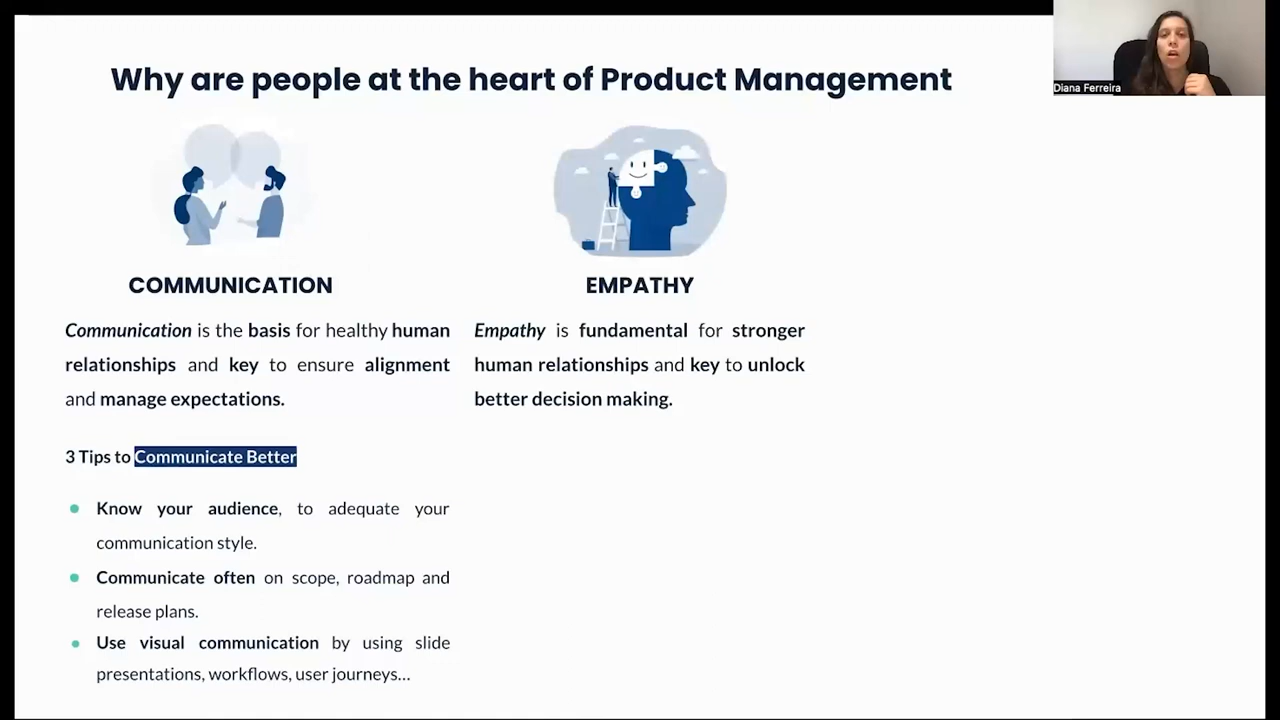 Why are people at the heart of Product Management
Diana Ferreira
COMMUNICATION
Communication is the basis for healthy human
relationships and key to ensure alignment
and manage expectations.
3 Tips to Communicate Better
Know your audience, to adequate your
communication style.
Communicate often on scope, roadmap and
release plans.
Use visual communication by using slide
presentations, workflows, user journeys...
EMPATHY
Empathy is fundamental for stronger
human relationships and key to unlock
better decision making.